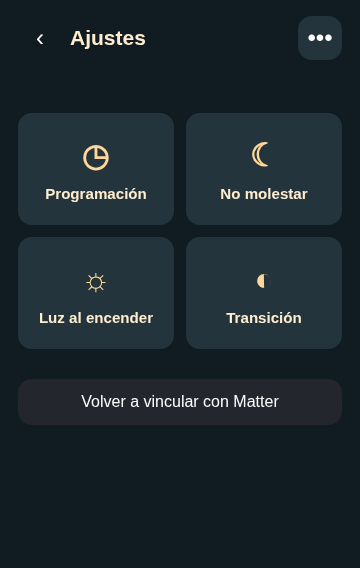 Ajustes
Programación
No molestar
Luz al encender
Transición
Volver a vincular con Matter